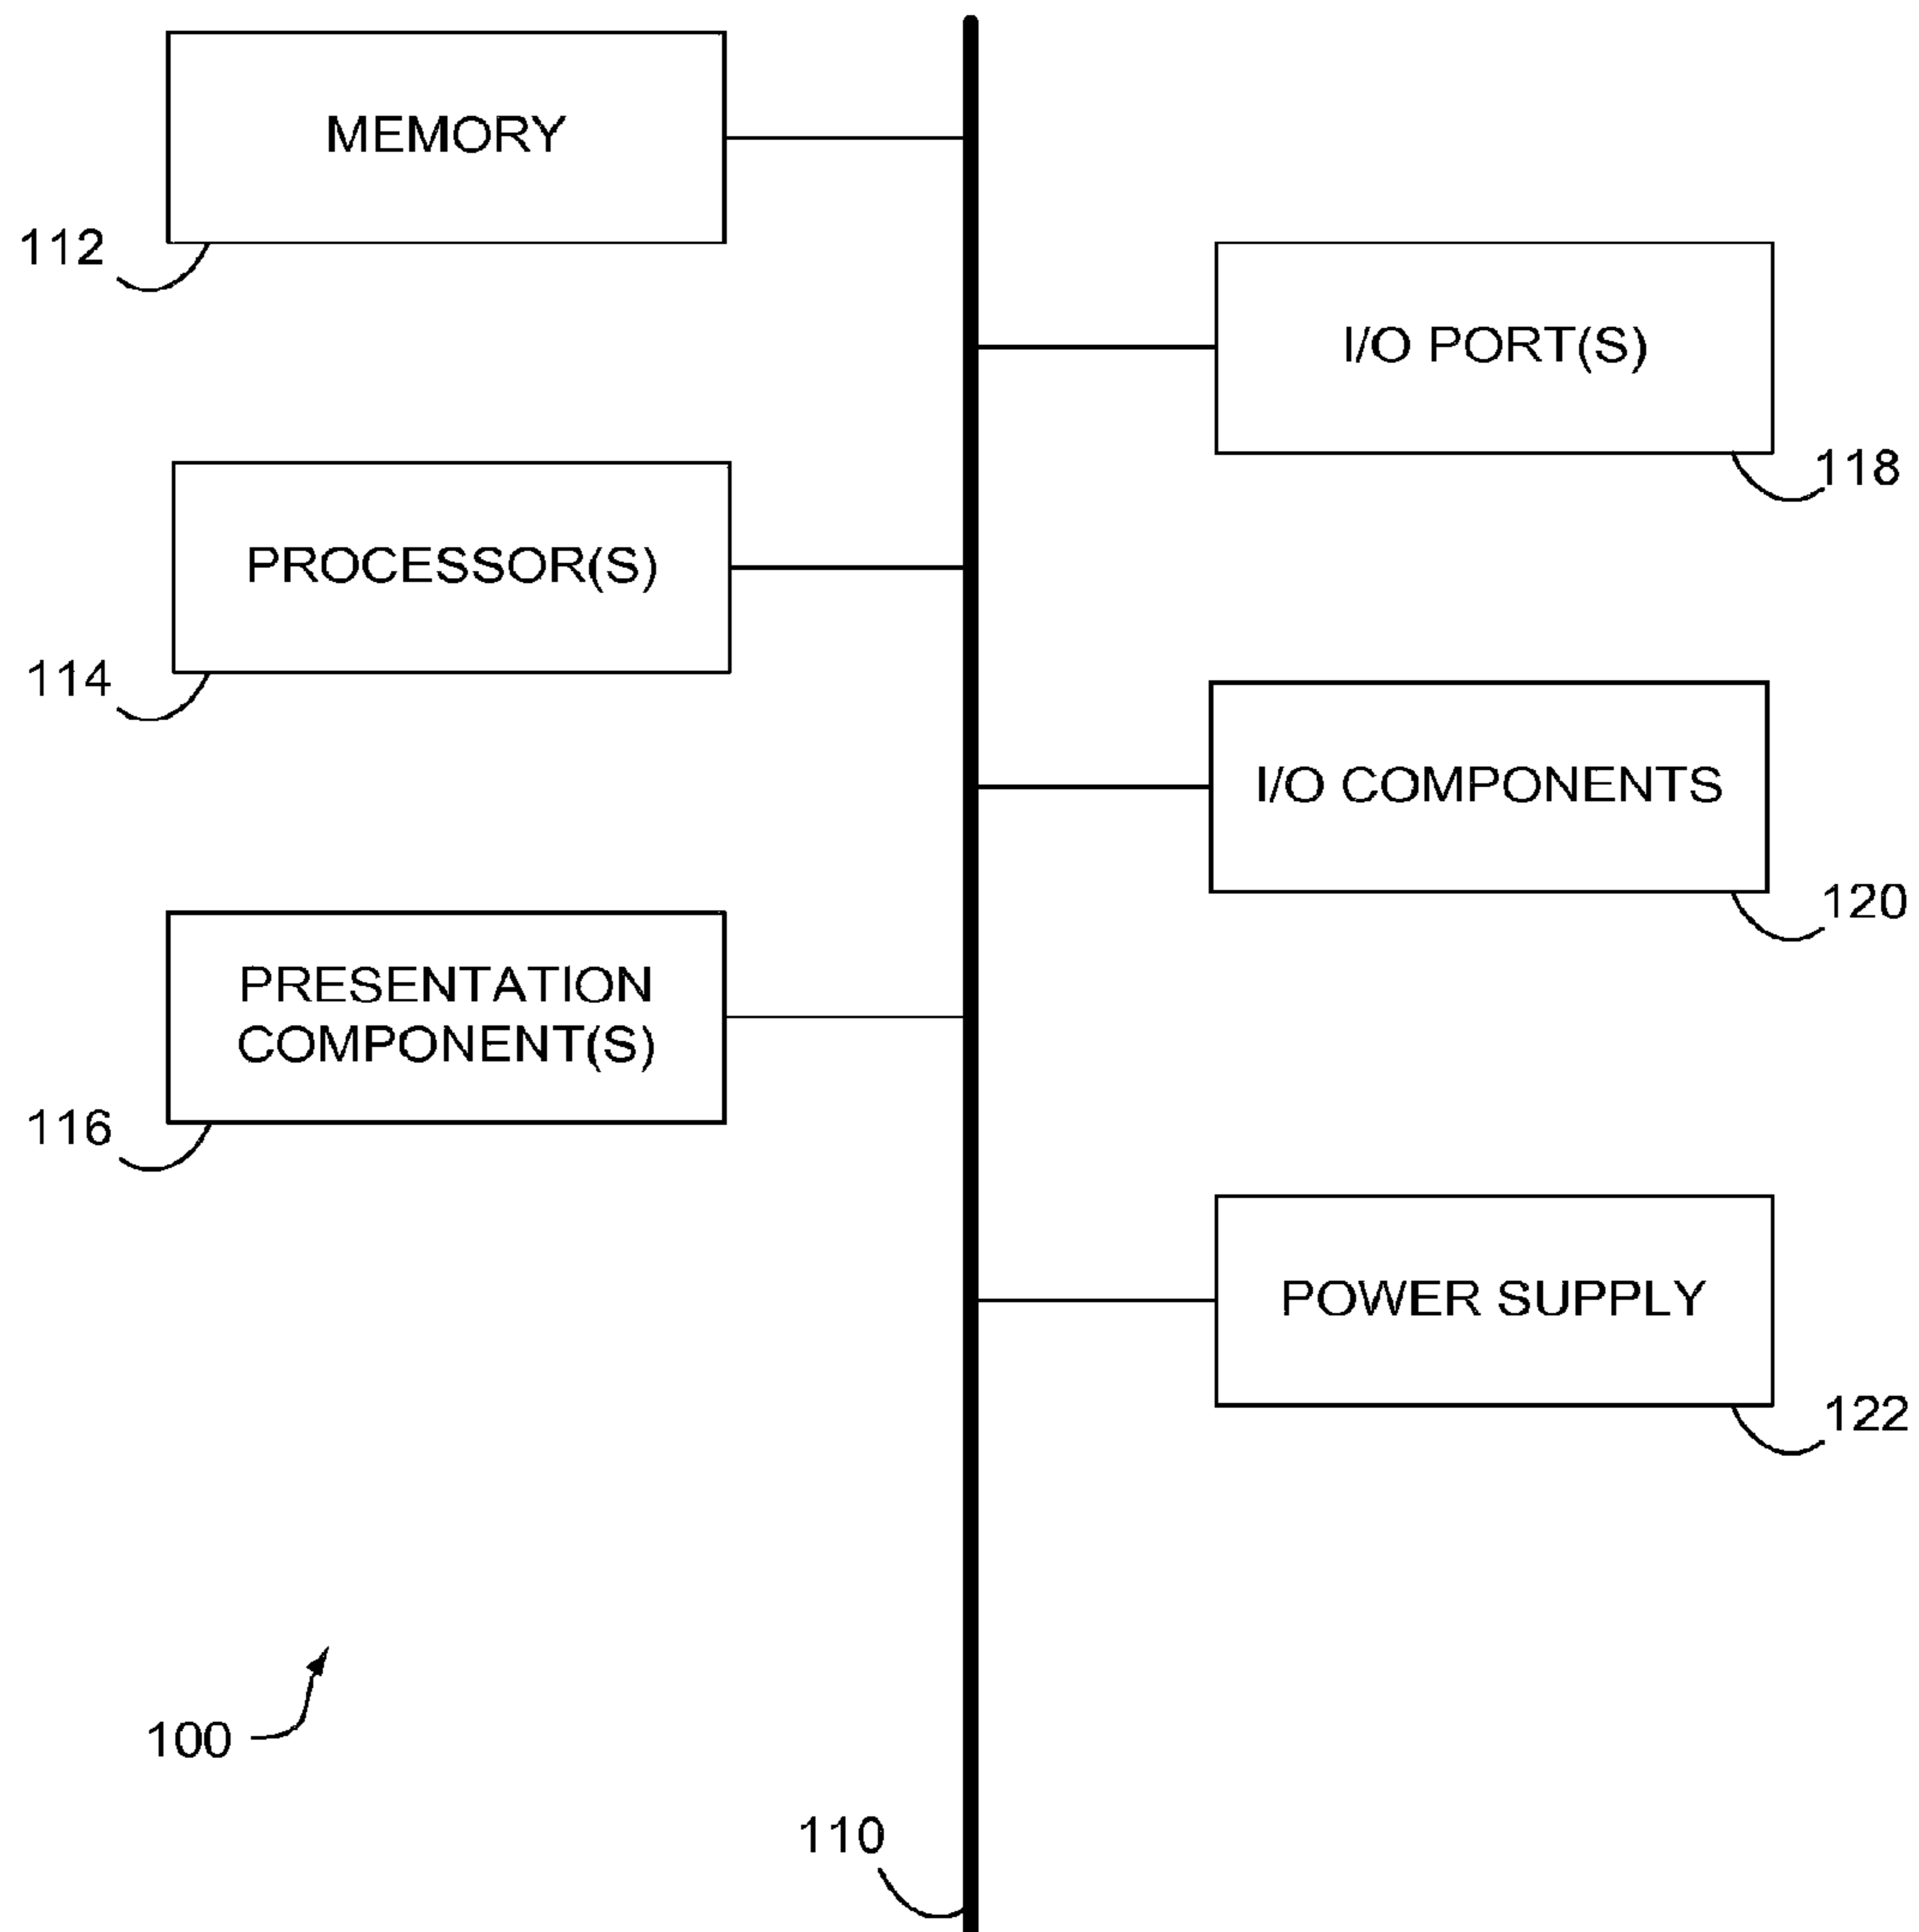 MEMORY
112
I/O PORT(S)
118
PROCESSOR(S)
114
I/O COMPONENTS
120
PRESENTATION
COMPONENT(S)
116
POWER SUPPLY
122
100
110